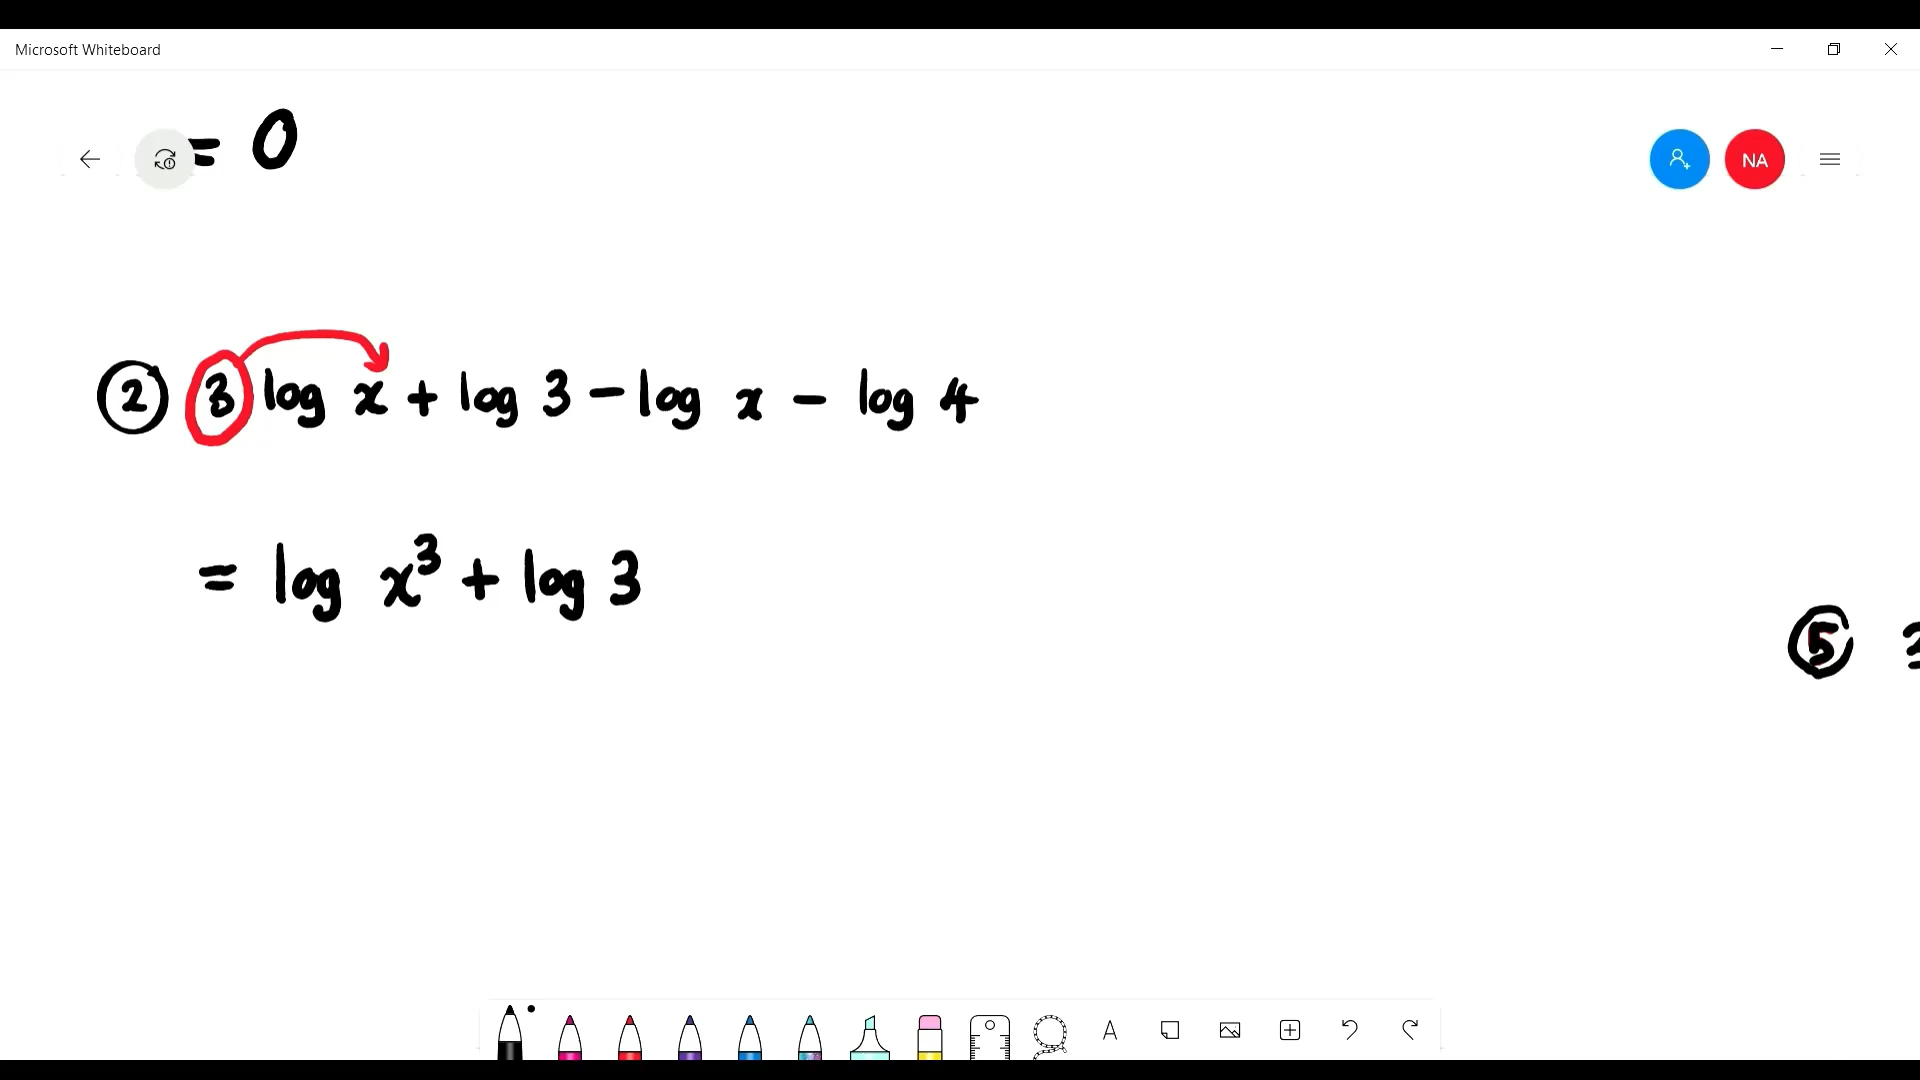 Microsoft Whiteboard
= 0
NA
② 3 log x + log 3 - log x - log 4
= log x³ + log 3
⑤
A